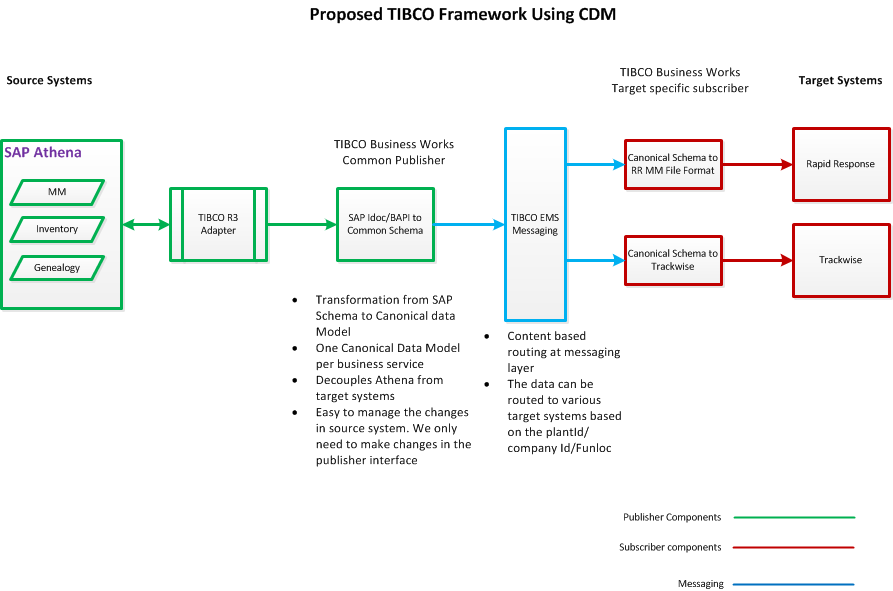 Proposed TIBCO Framework Using CDM
Source Systems
TIBCO Business Works
Target specific subscriber
Target Systems
SAP Athena
MM
Inventory
Genealogy
TIBCO R3
Adapter
TIBCO Business Works
Common Publisher
SAP Idoc/BAPI to
Common Schema
TIBCO EMS
Messaging
Canonical Schema to
RR MM File Format
Rapid Response
Canonical Schema to
Trackwise
Trackwise
• Transformation from SAP
Schema to Canonical data
Model
• One Canonical Data Model
per business service
• Decouples Athena from
target systems
• Easy to manage the changes
in source system. We only
need to make changes in the
publisher interface
• Content based
routing at messaging
layer
• The data can be
routed to various
target systems based
on the plantId/
company Id/Funloc
Publisher Components
Subscriber components
Messaging